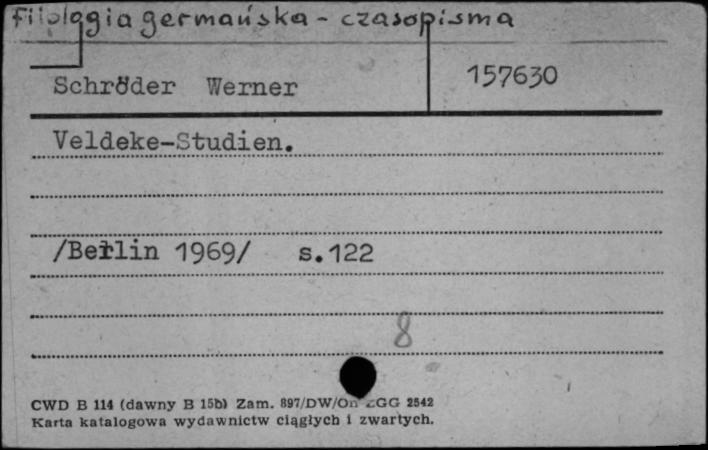 Filologia germańska - czasopisma
Schröder Werner 157630
Veldeke-Studien.
/Berlin 1969/ s.122
8
CWD B 114 (dawny B 15b) Zam. 897/DW/On ZGG 2542
Karta katalogowa wydawnictw ciągłych i zwartych.